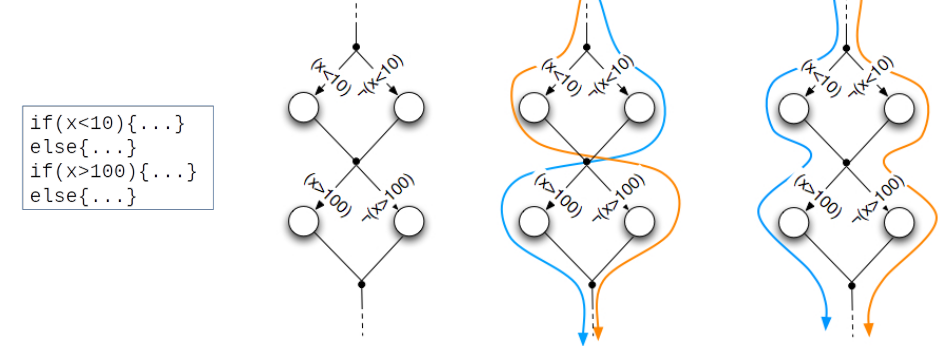 if(x<10){...}
else{...}
if(x>100){...}
else{...}
(x<10) ¬(x<10)
(x>100) ¬(x>100)
(x<10) ¬(x<10)
(x>100) ¬(x>100)
(x<10) ¬(x<10)
(x>100) ¬(x>100)